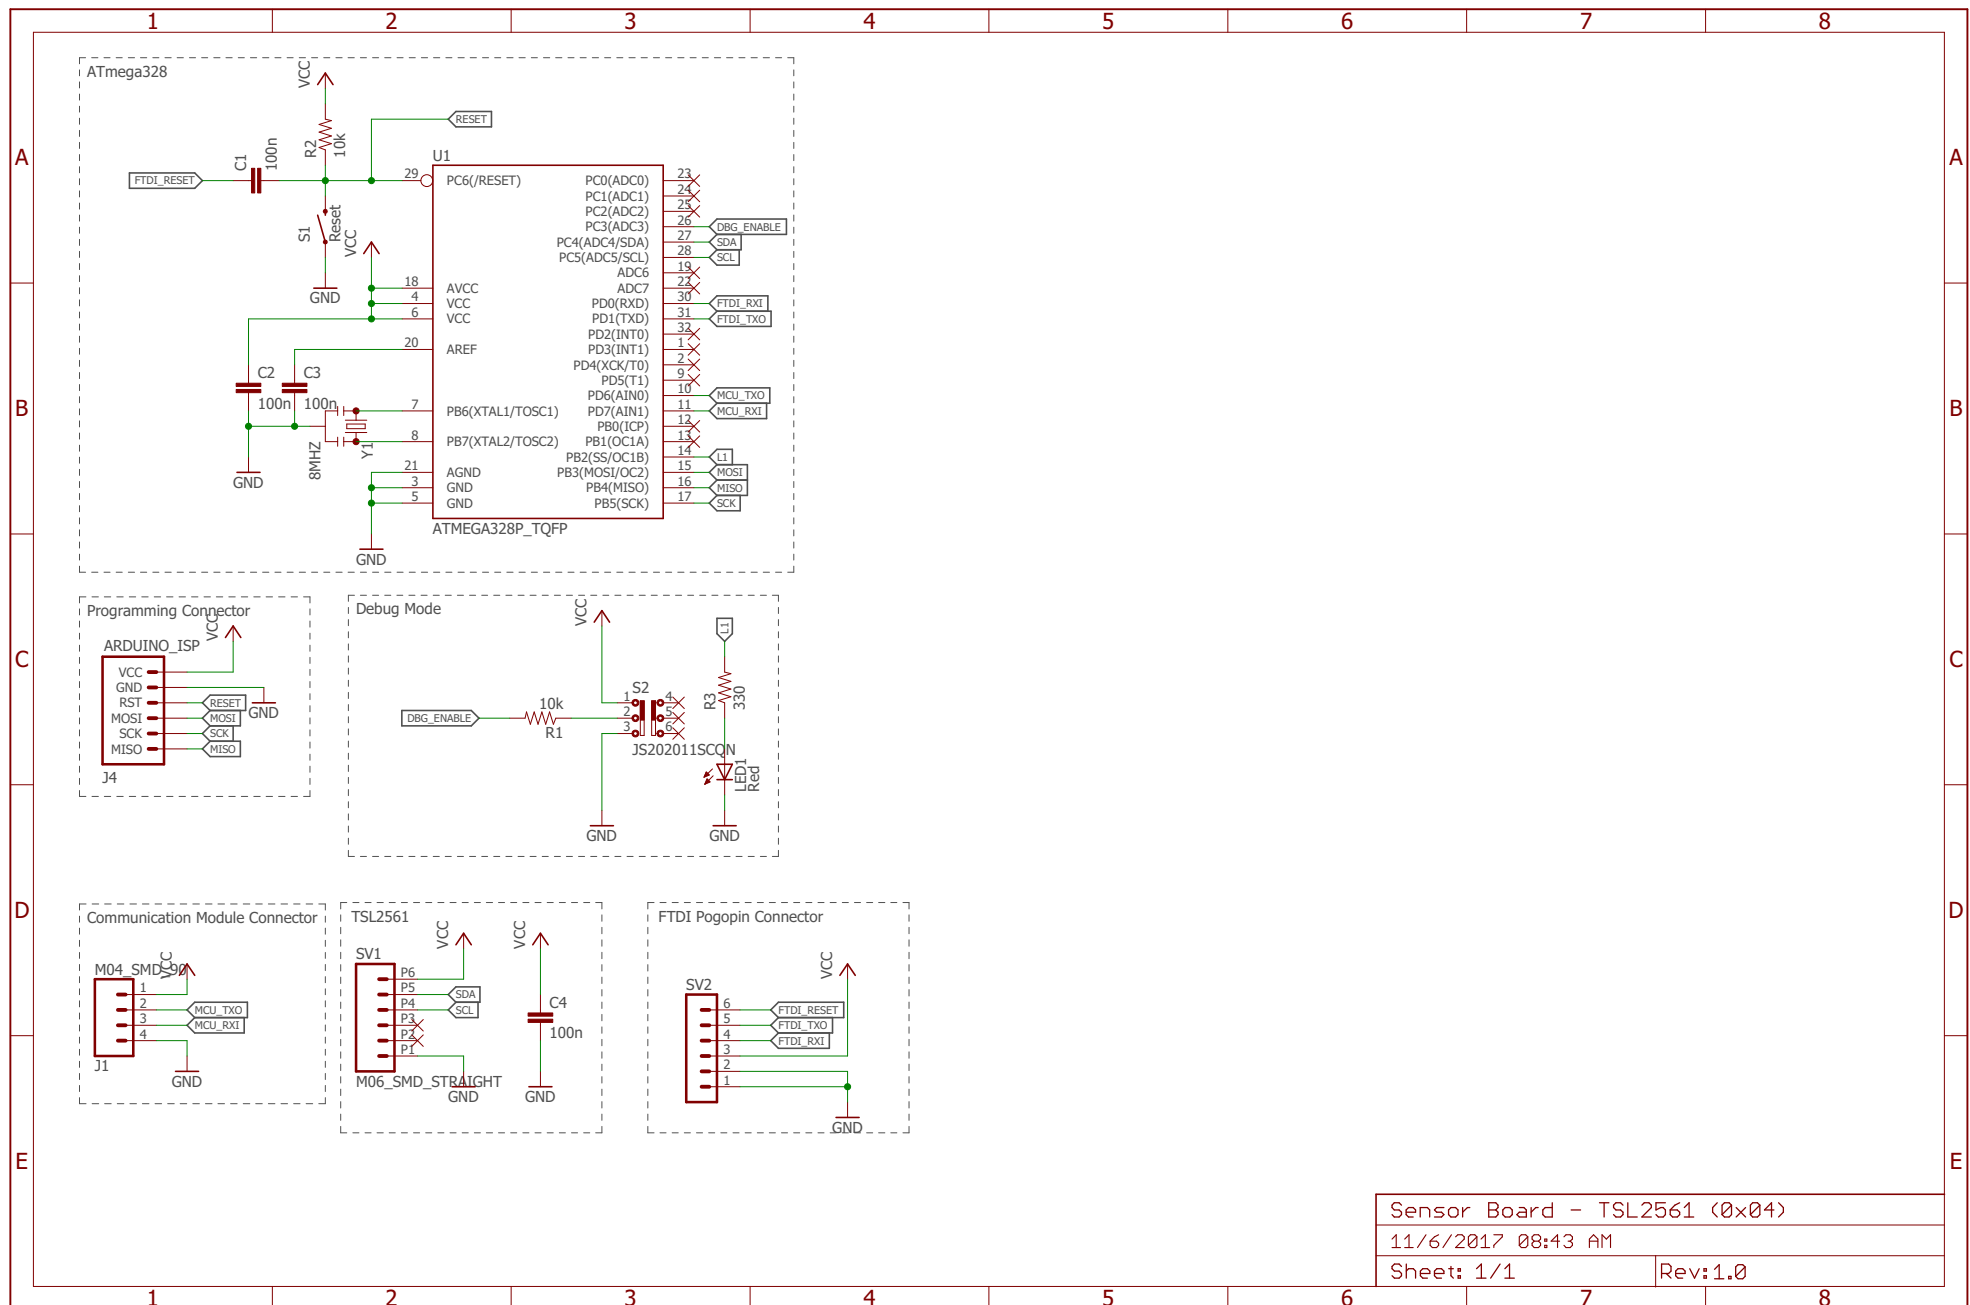 1 2 3 4 5 6 7 8
A A
B B
C C
D D
E E
ATmega328
VCC
RESET
R2
10k
C1
100n
FTDI_RESET
S1
Reset
GND
VCC
U1
29 PC6(/RESET)
18 AVCC
4 VCC
6 VCC
20 AREF
7 PB6(XTAL1/TOSC1)
8 PB7(XTAL2/TOSC2)
21 AGND
3 GND
5 GND
PC0(ADC0) 23
PC1(ADC1) 24
PC2(ADC2) 25
PC3(ADC3) 26 DBG_ENABLE
PC4(ADC4/SDA) 27 SDA
PC5(ADC5/SCL) 28 SCL
ADC6 19
ADC7 22
PD0(RXD) 30 FTDI_RXI
PD1(TXD) 31 FTDI_TXO
PD2(INT0) 32
PD3(INT1) 1
PD4(XCK/T0) 2
PD5(T1) 9
PD6(AIN0) 10 MCU_TXO
PD7(AIN1) 11 MCU_RXI
PB0(ICP) 12
PB1(OC1A) 13
PB2(SS/OC1B) 14 L1
PB3(MOSI/OC2) 15 MOSI
PB4(MISO) 16 MISO
PB5(SCK) 17 SCK
ATMEGA328P_TQFP
C2
100n
C3
100n
8MHZ
Y1
GND
GND
Programming Connector
VCC
ARDUINO_ISP
VCC
GND
RST RESET
MOSI MOSI
SCK SCK
MISO MISO
GND
J4
Debug Mode
VCC
DBG_ENABLE
10k
R1
S2
1 4
2 5
3 6
JS202011SCQN
GND
L1
R3
330
LED1
Red
GND
Communication Module Connector
VCC
M04_SMD_90
1
2 MCU_TXO
3 MCU_RXI
4
J1
GND
TSL2561
VCC
SV1
P6
P5 SDA
P4 SCL
P3
P2
P1
M06_SMD_STRAIGHT
GND
VCC
C4
100n
GND
FTDI Pogopin Connector
VCC
SV2
6 FTDI_RESET
5 FTDI_TXO
4 FTDI_RXI
3
2
1
GND
Sensor Board - TSL2561 (0x04)
11/6/2017 08:43 AM
Sheet: 1/1 Rev:1.0
1 2 3 4 5 6 7 8